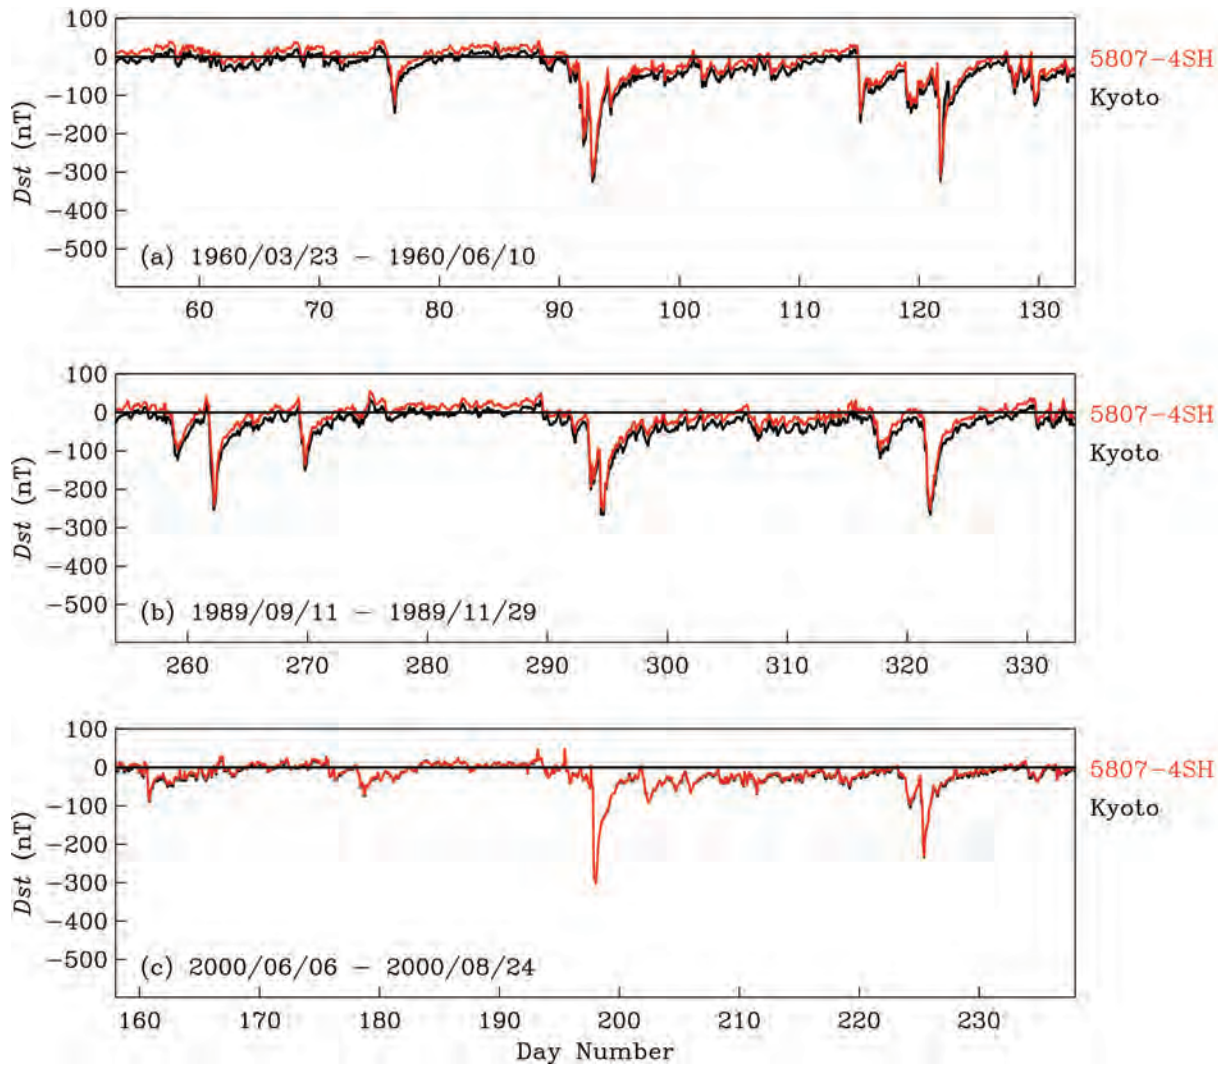 100
0
−100
−200
−300
−400
−500
Dst (nT)
5807−4SH
Kyoto
(a) 1960/03/23 − 1960/06/10
60 70 80 90 100 110 120 130
100
0
−100
−200
−300
−400
−500
Dst (nT)
5807−4SH
Kyoto
(b) 1989/09/11 − 1989/11/29
260 270 280 290 300 310 320 330
100
0
−100
−200
−300
−400
−500
Dst (nT)
5807−4SH
Kyoto
(c) 2000/06/06 − 2000/08/24
160 170 180 190 200 210 220 230
Day Number